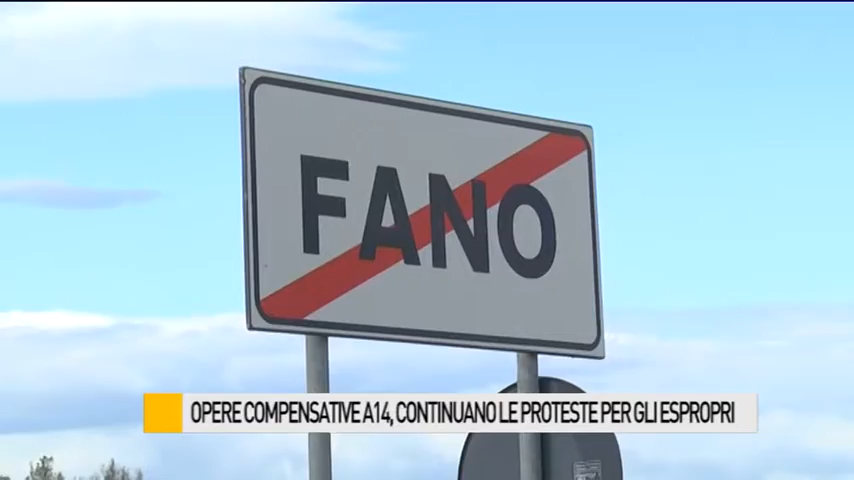 FANO
OPERE COMPENSATIVE A14, CONTINUANO LE PROTESTE PER GLI ESPROPRI